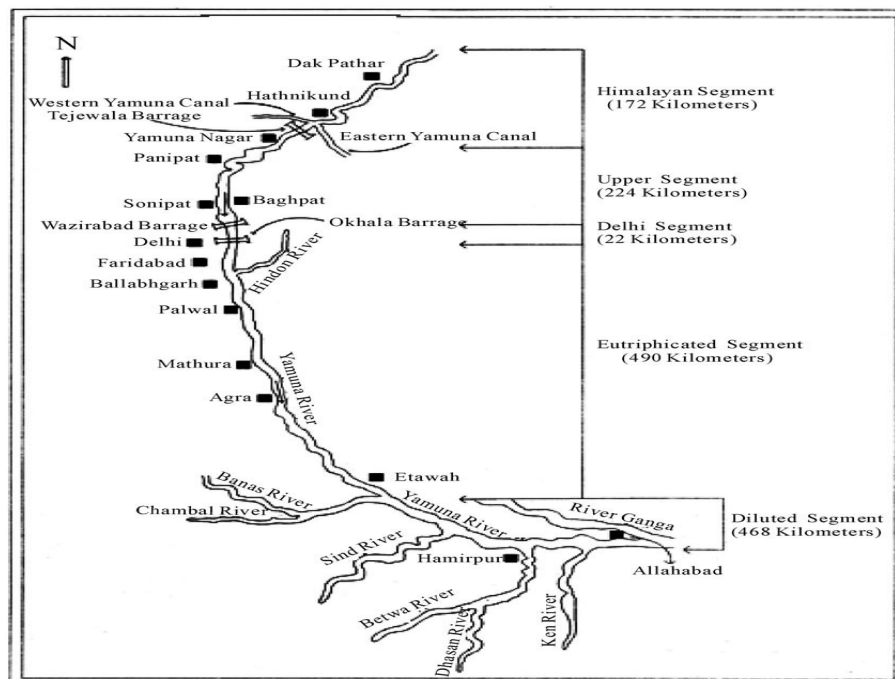 N
Dak Pathar
Hathnikund
Western Yamuna Canal
Tejewala Barrage
Eastern Yamuna Canal
Yamuna Nagar
Panipat
Sonipat
Baghpat
Wazirabad Barrage
Okhala Barrage
Delhi
Hindon River
Faridabad
Ballabhgarh
Palwal
Mathura
Yamuna River
Agra
Etawah
Banas River
Chambal River
Yamuna River
River Ganga
Sind River
Hamirpur
Allahabad
Betwa River
Dhasan River
Ken River
Himalayan Segment
(172 Kilometers)
Upper Segment
(224 Kilometers)
Delhi Segment
(22 Kilometers)
Eutriphicated Segment
(490 Kilometers)
Diluted Segment
(468 Kilometers)